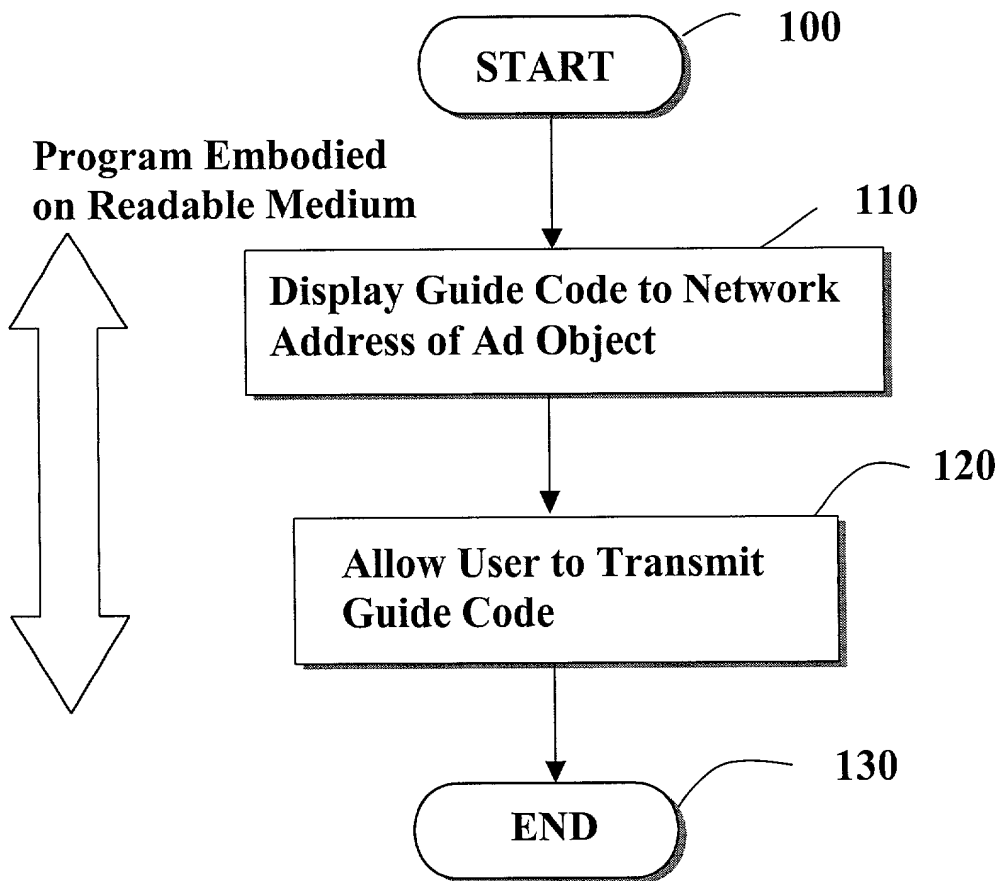 100
START
Program Embodied
on Readable Medium
110
Display Guide Code to Network
Address of Ad Object
120
Allow User to Transmit
Guide Code
130
END